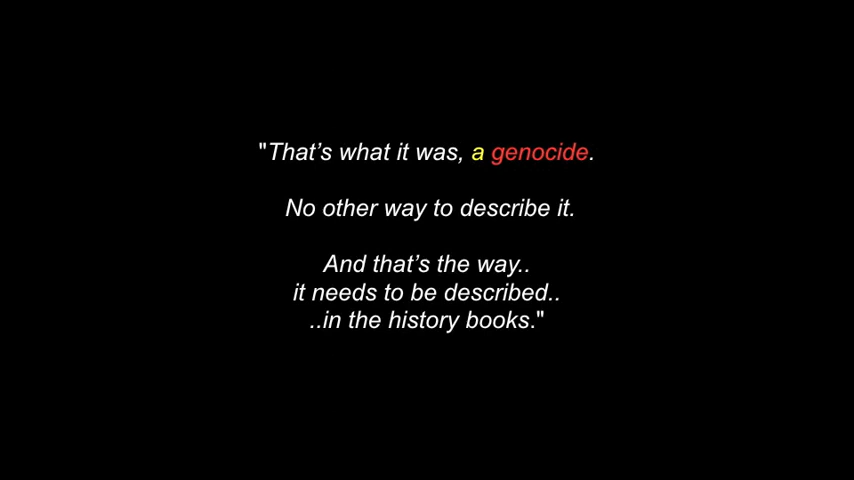 "That’s what it was, a genocide.
No other way to describe it.
And that’s the way..
it needs to be described..
..in the history books."